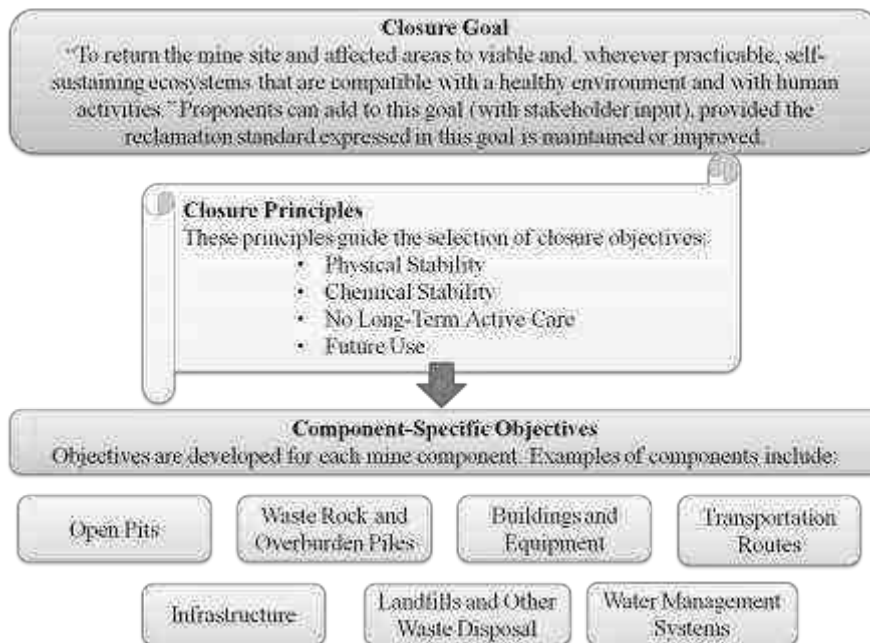 Closure Goal
“To return the mine site and affected areas to viable and, wherever practicable, self-
sustaining ecosystems that are compatible with a healthy environment and with human
activities.” Proponents can add to this goal (with stakeholder input), provided the
reclamation standard expressed in this goal is maintained or improved.
Closure Principles
These principles guide the selection of closure objectives:
• Physical Stability
• Chemical Stability
• No Long-Term Active Care
• Future Use
Component-Specific Objectives
Objectives are developed for each mine component. Examples of components include:
Open Pits
Waste Rock and
Overburden Piles
Buildings and
Equipment
Transportation
Routes
Infrastructure
Landfills and Other
Waste Disposal
Water Management
Systems